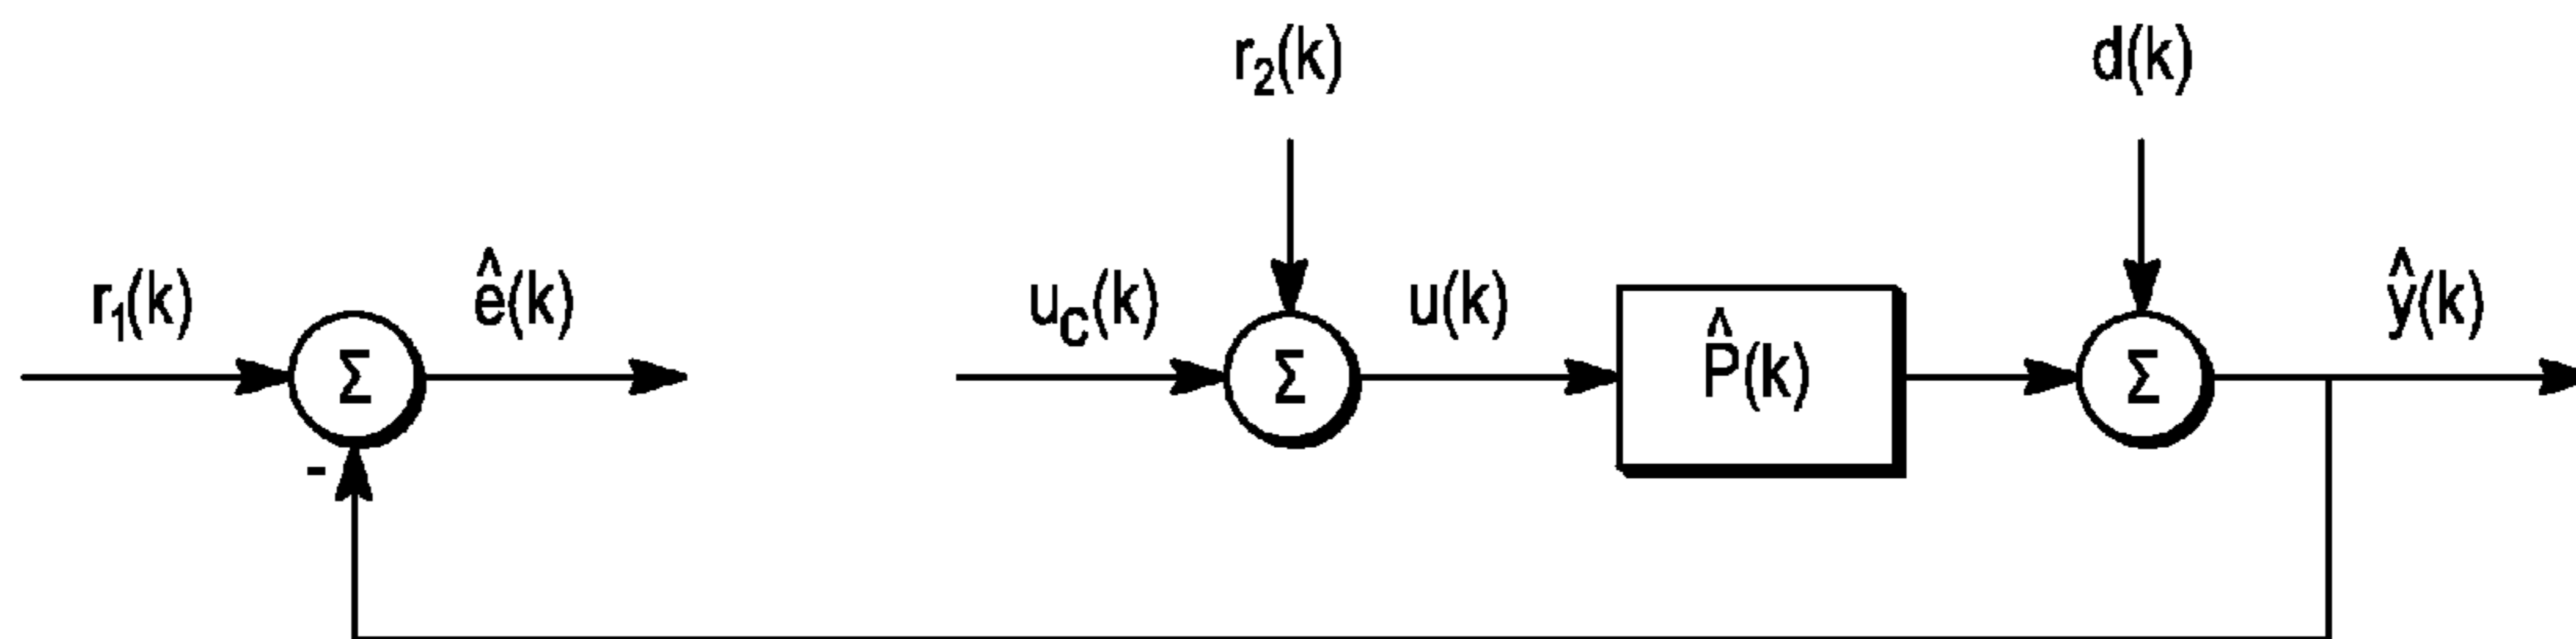 r₂(k)
d(k)
r₁(k)
ê(k)
u_c(k)
u(k)
ŷ(k)
Σ
-
Σ
P̂(k)
Σ